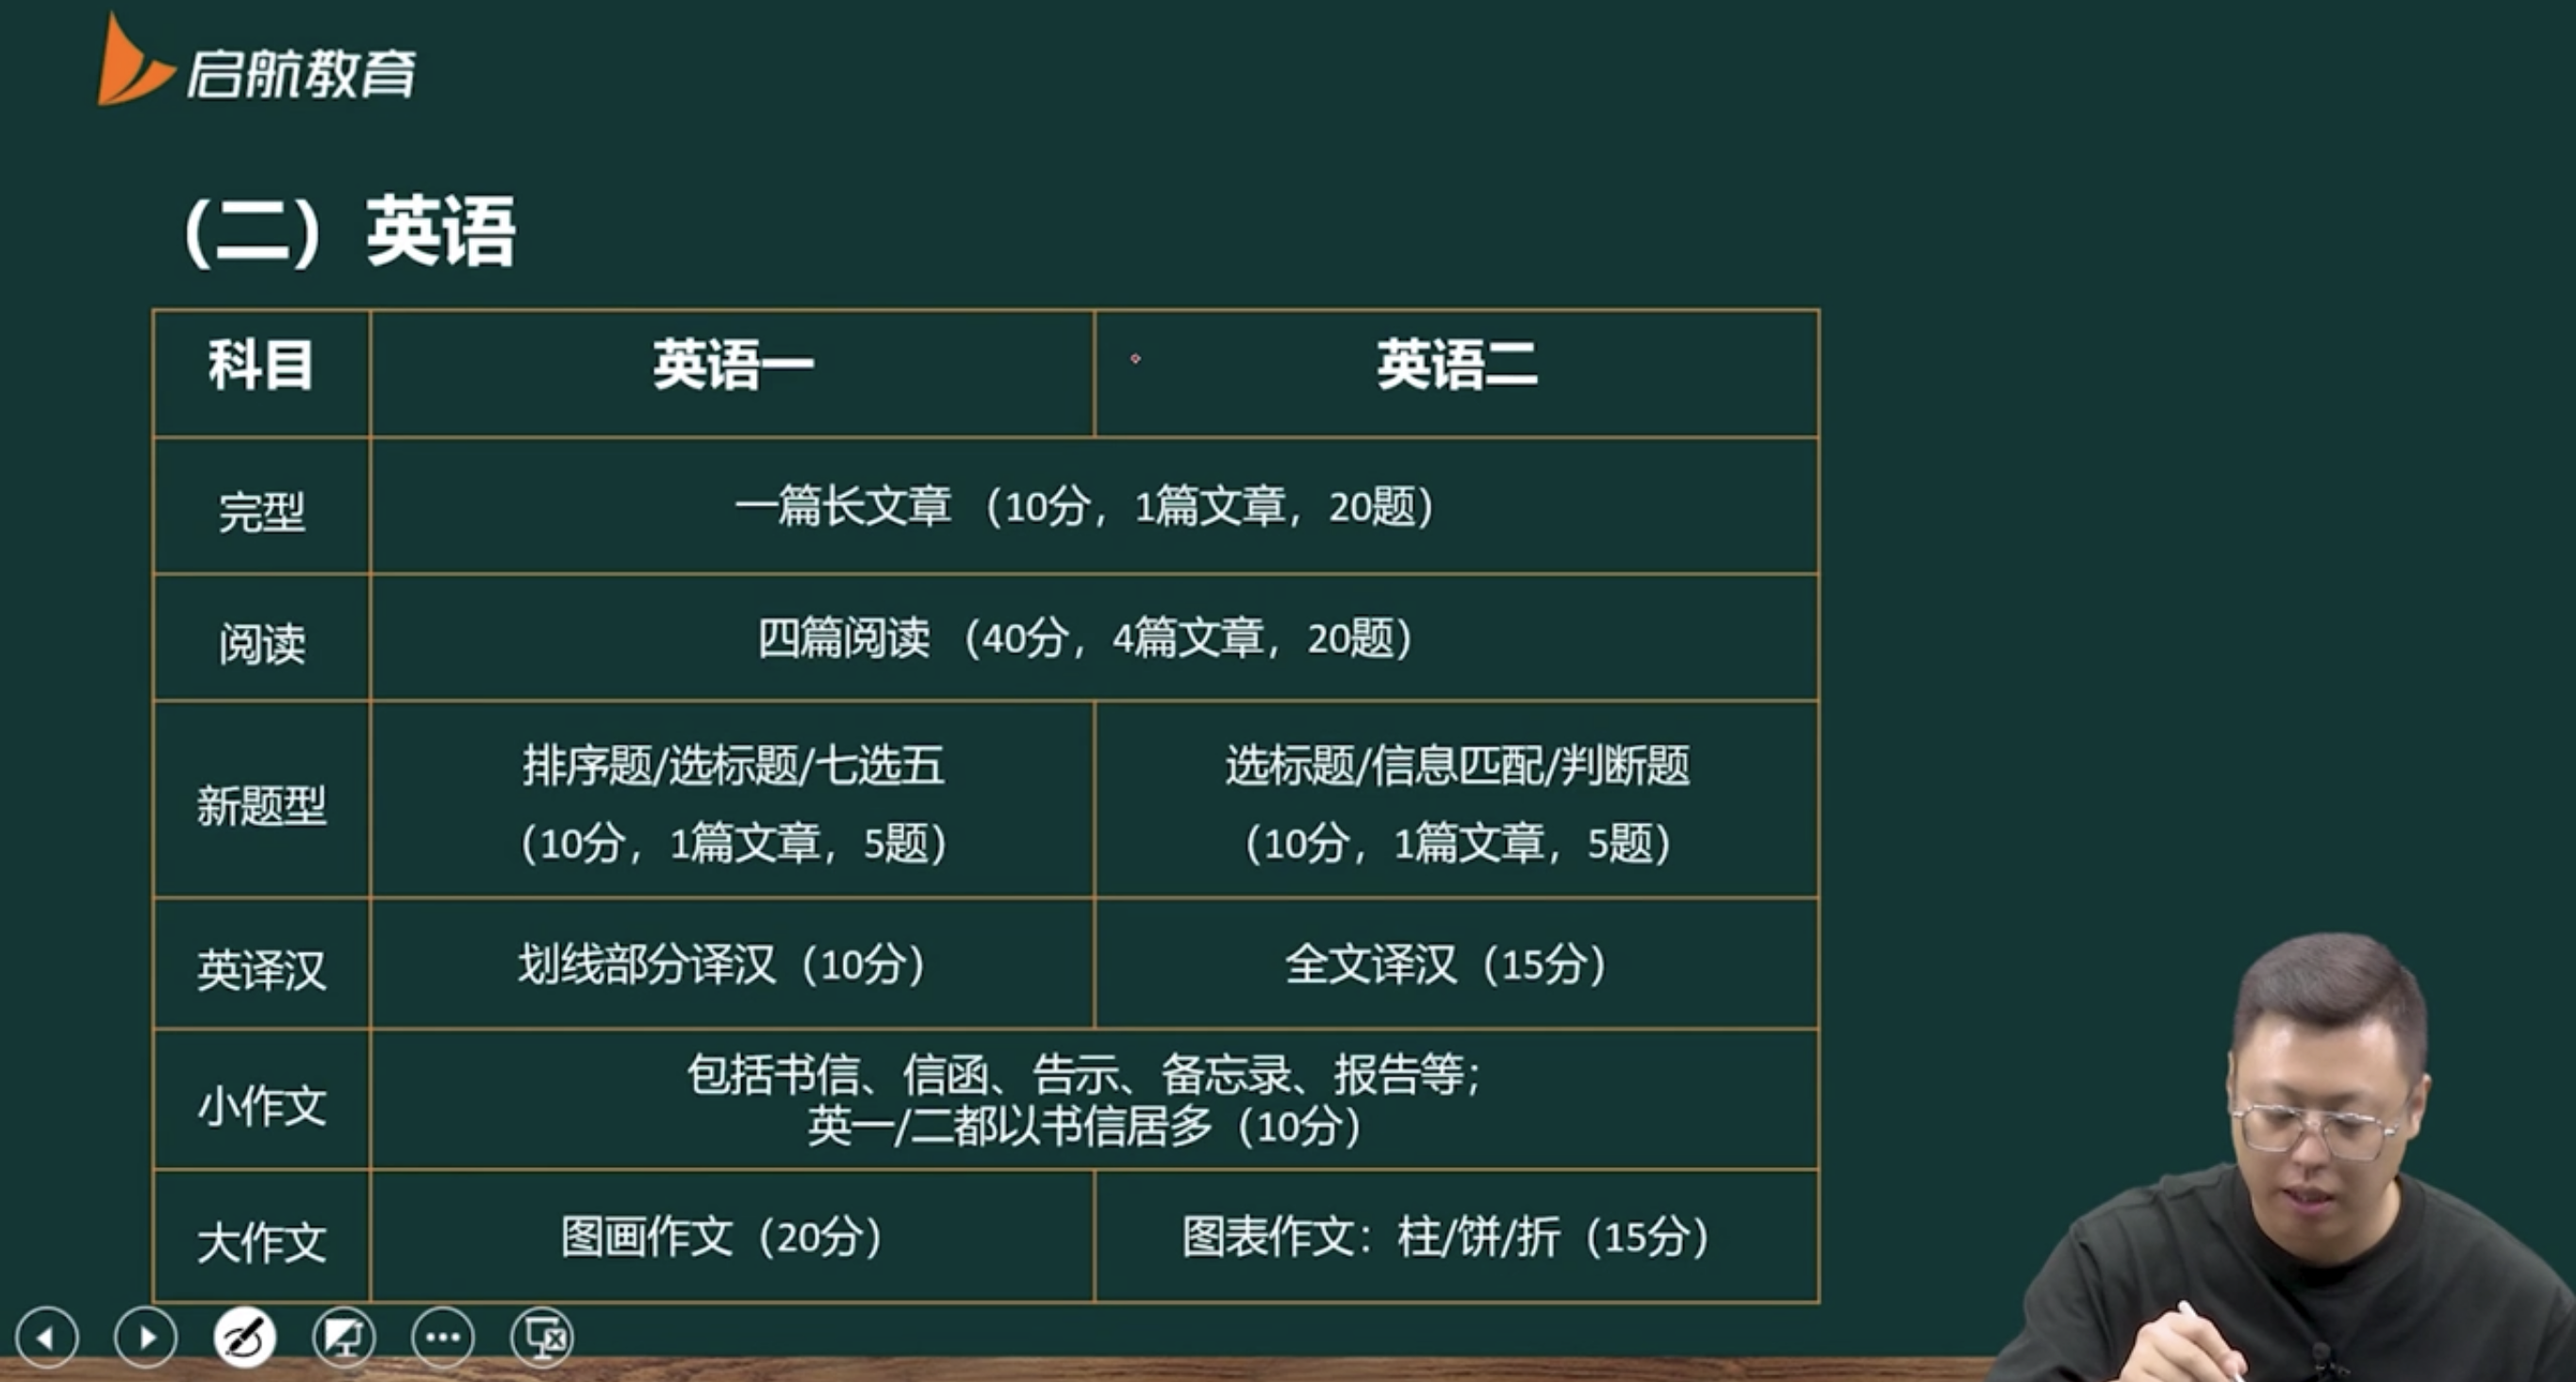 启航教育
（二）英语
科目 英语一 英语二
完型 一篇长文章（10分，1篇文章，20题）
阅读 四篇阅读（40分，4篇文章，20题）
新题型
排序题/选标题/七选五
（10分，1篇文章，5题）
选标题/信息匹配/判断题
（10分，1篇文章，5题）
英译汉 划线部分译汉（10分） 全文译汉（15分）
小作文
包括书信、信函、告示、备忘录、报告等；
英一/二都以书信居多（10分）
大作文 图画作文（20分） 图表作文：柱/饼/折（15分）